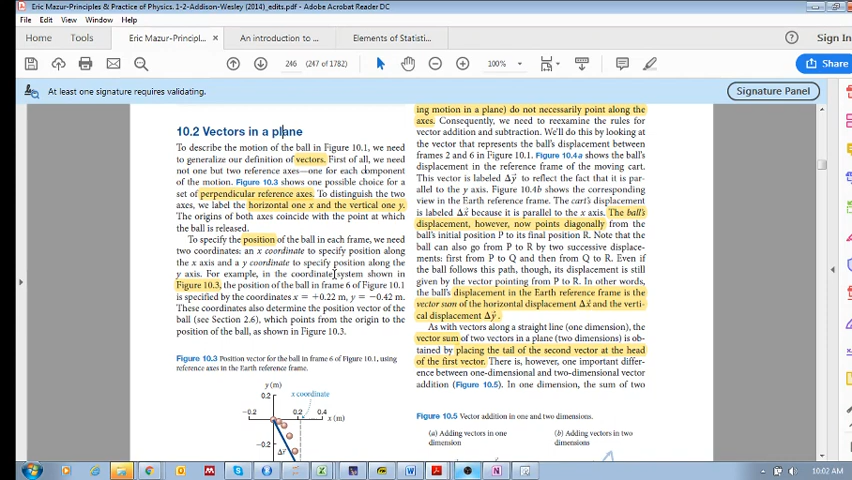 Eric Mazur-Principles & Practice of Physics. 1-2-Addison-Wesley (2014)_edits.pdf - Adobe Acrobat Reader DC
File Edit View Window Help
Home Tools Eric Mazur-Principl... × An introduction to ... Elements of Statisti... Sign In
246 (247 of 1782) 100% Share
At least one signature requires validating. Signature Panel
10.2 Vectors in a plane
To describe the motion of the ball in Figure 10.1, we need
to generalize our definition of vectors. First of all, we need
not one but two reference axes—one for each component
of the motion. Figure 10.3 shows one possible choice for a
set of perpendicular reference axes. To distinguish the two
axes, we label the horizontal one x and the vertical one y.
The origins of both axes coincide with the point at which
the ball is released.
To specify the position of the ball in each frame, we need
two coordinates: an x coordinate to specify position along
the x axis and a y coordinate to specify position along the
y axis. For example, in the coordinate system shown in
Figure 10.3, the position of the ball in frame 6 of Figure 10.1
is specified by the coordinates x = +0.22 m, y = −0.42 m.
These coordinates also determine the position vector of the
ball (see Section 2.6), which points from the origin to the
position of the ball, as shown in Figure 10.3.
Figure 10.3 Position vector for the ball in frame 6 of Figure 10.1, using
reference axes in the Earth reference frame.
y (m)
0.2
x coordinate
−0.2 0.2 0.4 x (m)
−0.2
Δr⃗
ing motion in a plane) do not necessarily point along the
axes. Consequently, we need to reexamine the rules for
vector addition and subtraction. We'll do this by looking at
the vector that represents the ball's displacement between
frames 2 and 6 in Figure 10.1. Figure 10.4a shows the ball's
displacement in the reference frame of the moving cart.
This vector is labeled Δy⃗ to reflect the fact that it is par-
allel to the y axis. Figure 10.4b shows the corresponding
view in the Earth reference frame. The cart's displacement
is labeled Δx⃗ because it is parallel to the x axis. The ball's
displacement, however, now points diagonally from the
ball's initial position P to its final position R. Note that the
ball can also go from P to R by two successive displace-
ments: first from P to Q and then from Q to R. Even if
the ball follows this path, though, its displacement is still
given by the vector pointing from P to R. In other words,
the ball's displacement in the Earth reference frame is the
vector sum of the horizontal displacement Δx⃗ and the verti-
cal displacement Δy⃗.
As with vectors along a straight line (one dimension), the
vector sum of two vectors in a plane (two dimensions) is ob-
tained by placing the tail of the second vector at the head
of the first vector. There is, however, one important differ-
ence between one-dimensional and two-dimensional vector
addition (Figure 10.5). In one dimension, the sum of two
Figure 10.5 Vector addition in one and two dimensions.
(a) Adding vectors in one
dimension
(b) Adding vectors in two
dimensions
10:02 AM